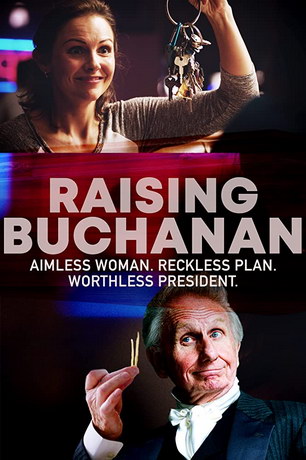 RAISING
BUCHANAN
AIMLESS WOMAN. RECKLESS PLAN.
WORTHLESS PRESIDENT.